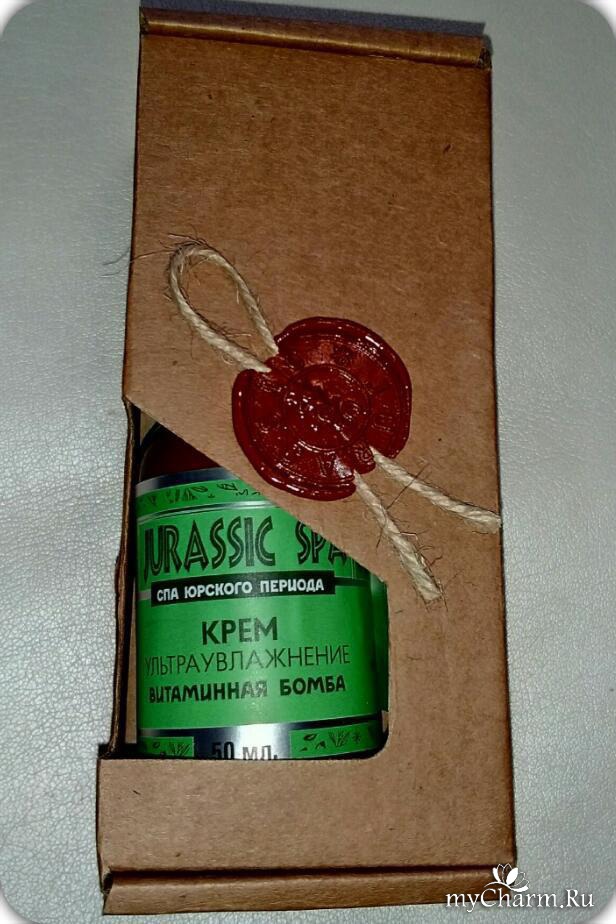 JURASSIC SPA
СПА ЮРСКОГО ПЕРИОДА
КРЕМ
УЛЬТРАУВЛАЖНЕНИЕ
ВИТАМИННАЯ БОМБА
50 МЛ.
myCharm.Ru